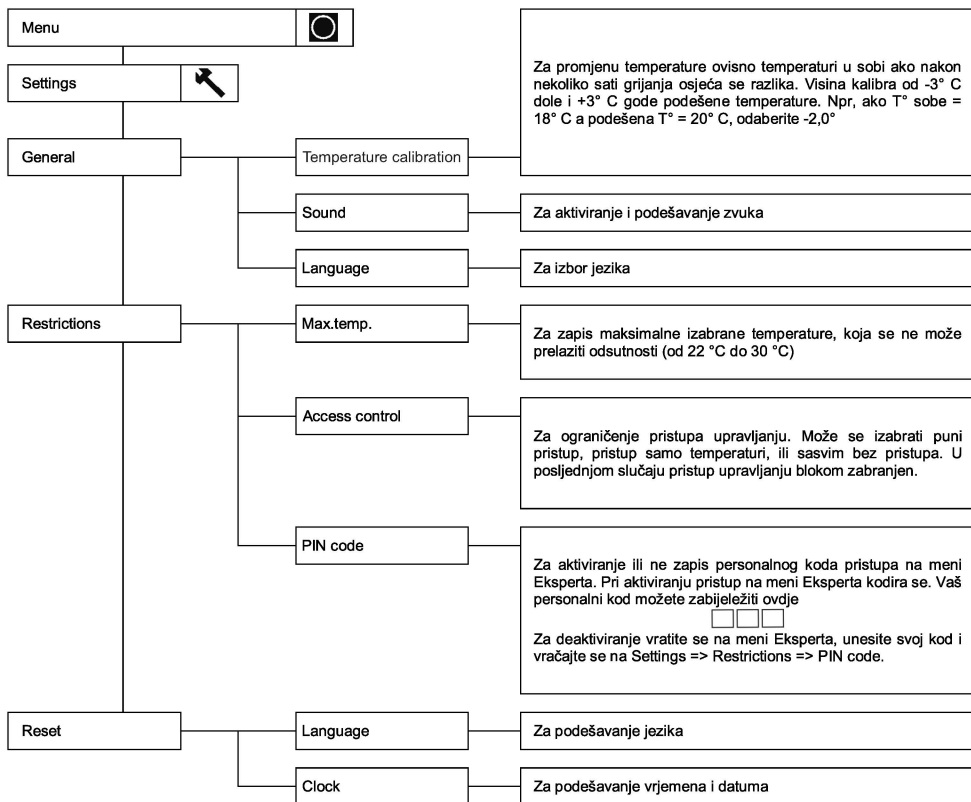 Menu
Settings
Za promjenu temperature ovisno temperaturi u sobi ako nakon
nekoliko sati grijanja osjeća se razlika. Visina kalibra od -3° C
dole i +3° C gode podešene temperature. Npr, ako T° sobe =
18° C a podešena T° = 20° C, odaberite -2,0°
General
Temperature calibration
Sound
Za aktiviranje i podešavanje zvuka
Language
Za izbor jezika
Restrictions
Max.temp.
Za zapis maksimalne izabrane temperature, koja se ne može
prelaziti odsutnosti (od 22 °C do 30 °C)
Access control
Za ograničenje pristupa upravljanju. Može se izabrati puni
pristup, pristup samo temperaturi, ili sasvim bez pristupa. U
posljednjom slučaju pristup upravljanju blokom zabranjen.
PIN code
Za aktiviranje ili ne zapis personalnog koda pristupa na meni
Eksperta. Pri aktiviranju pristup na meni Eksperta kodira se. Vaš
personalni kod možete zabijeležiti ovdje
Za deaktiviranje vratite se na meni Eksperta, unesite svoj kod i
vračajte se na Settings => Restrictions => PIN code.
Reset
Language
Za podešavanje jezika
Clock
Za podešavanje vrjemena i datuma